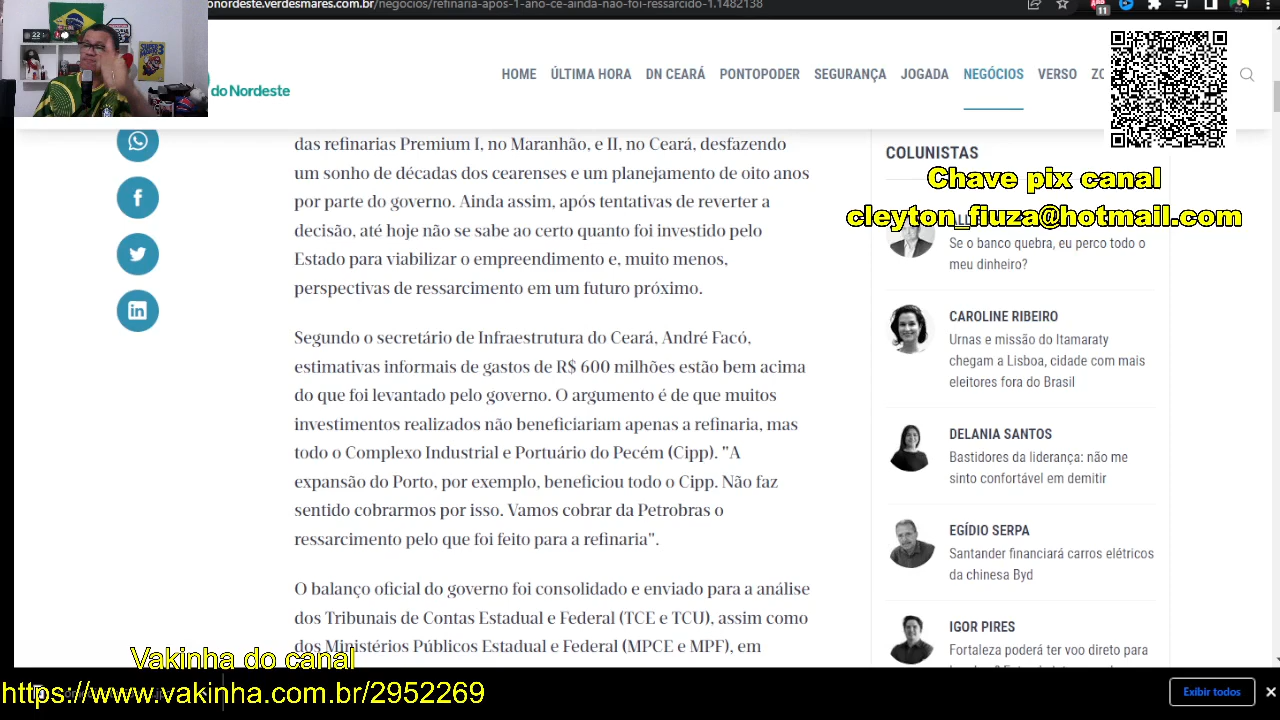 onordeste.verdesmares.com.br/negocios/refinaria-apos-1-ano-ce-ainda-nao-foi-ressarcido-1.1482138
11
22
SUPER
do Nordeste
HOME ÚLTIMA HORA DN CEARÁ PONTOPODER SEGURANÇA JOGADA NEGÓCIOS VERSO
das refinarias Premium I, no Maranhão, e II, no Ceará, desfazendo
um sonho de décadas dos cearenses e um planejamento de oito anos
por parte do governo. Ainda assim, após tentativas de reverter a
decisão, até hoje não se sabe ao certo quanto foi investido pelo
Estado para viabilizar o empreendimento e, muito menos,
perspectivas de ressarcimento em um futuro próximo.
Segundo o secretário de Infraestrutura do Ceará, André Facó,
estimativas informais de gastos de R$ 600 milhões estão bem acima
do que foi levantado pelo governo. O argumento é de que muitos
investimentos realizados não beneficiariam apenas a refinaria, mas
todo o Complexo Industrial e Portuário do Pecém (Cipp). "A
expansão do Porto, por exemplo, beneficiou todo o Cipp. Não faz
sentido cobrarmos por isso. Vamos cobrar da Petrobras o
ressarcimento pelo que foi feito para a refinaria".
O balanço oficial do governo foi consolidado e enviado para a análise
dos Tribunais de Contas Estadual e Federal (TCE e TCU), assim como
dos Ministérios Públicos Estadual e Federal (MPCE e MPF), em
COLUNISTAS
Chave pix canal
cleyton_fiuza@hotmail.com
Se o banco quebra, eu perco todo o
meu dinheiro?
CAROLINE RIBEIRO
Urnas e missão do Itamaraty
chegam a Lisboa, cidade com mais
eleitores fora do Brasil
DELANIA SANTOS
Bastidores da liderança: não me
sinto confortável em demitir
EGÍDIO SERPA
Santander financiará carros elétricos
da chinesa Byd
IGOR PIRES
Fortaleza poderá ter voo direto para
Vakinha do canal
https://www.vakinha.com.br/2952269
Exibir todos